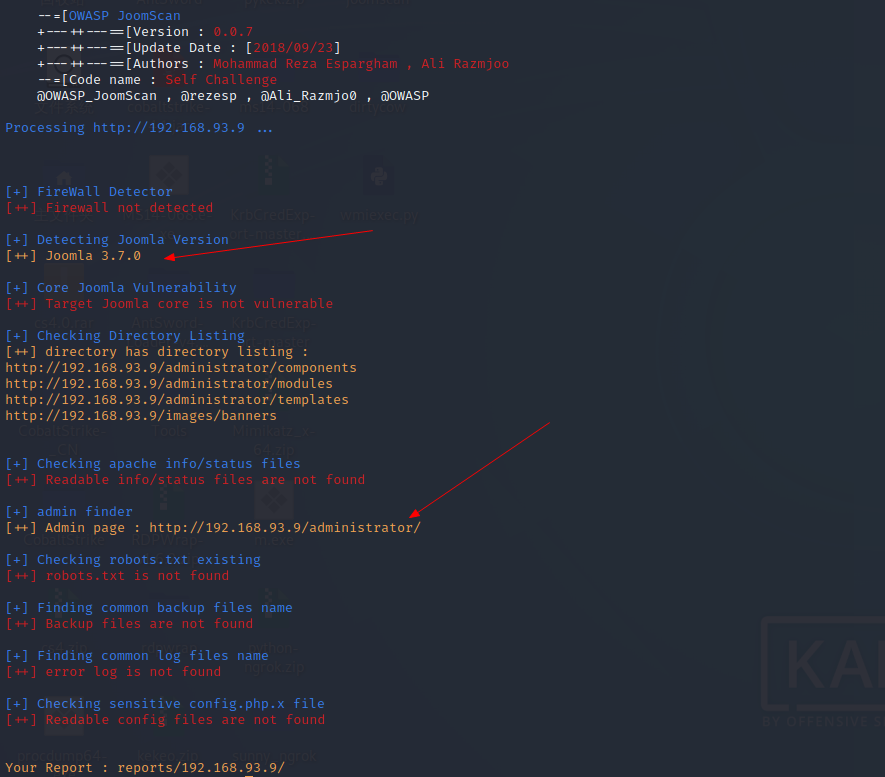 --=[OWASP JoomScan
+---++---==[Version : 0.0.7
+---++---==[Update Date : [2018/09/23]
+---++---==[Authors : Mohammad Reza Espargham , Ali Razmjoo
--=[Code name : Self Challenge
@OWASP_JoomScan , @rezesp , @Ali_Razmjo0 , @OWASP
Processing http://192.168.93.9 ...
[+] FireWall Detector
[++] Firewall not detected
[+] Detecting Joomla Version
[++] Joomla 3.7.0
[+] Core Joomla Vulnerability
[++] Target Joomla core is not vulnerable
[+] Checking Directory Listing
[++] directory has directory listing :
http://192.168.93.9/administrator/components
http://192.168.93.9/administrator/modules
http://192.168.93.9/administrator/templates
http://192.168.93.9/images/banners
[+] Checking apache info/status files
[++] Readable info/status files are not found
[+] admin finder
[++] Admin page : http://192.168.93.9/administrator/
[+] Checking robots.txt existing
[++] robots.txt is not found
[+] Finding common backup files name
[++] Backup files are not found
[+] Finding common log files name
[++] error log is not found
[+] Checking sensitive config.php.x file
[++] Readable config files are not found
Your Report : reports/192.168.93.9/